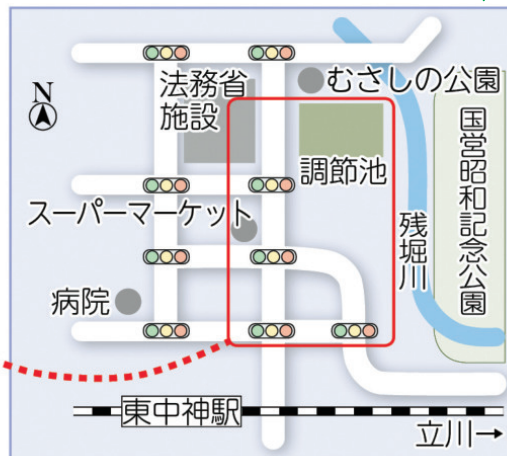 法務省
施設
むさしの公園
N
調節池
国営昭和記念公園
スーパーマーケット
残堀川
病院
東中神駅
立川→